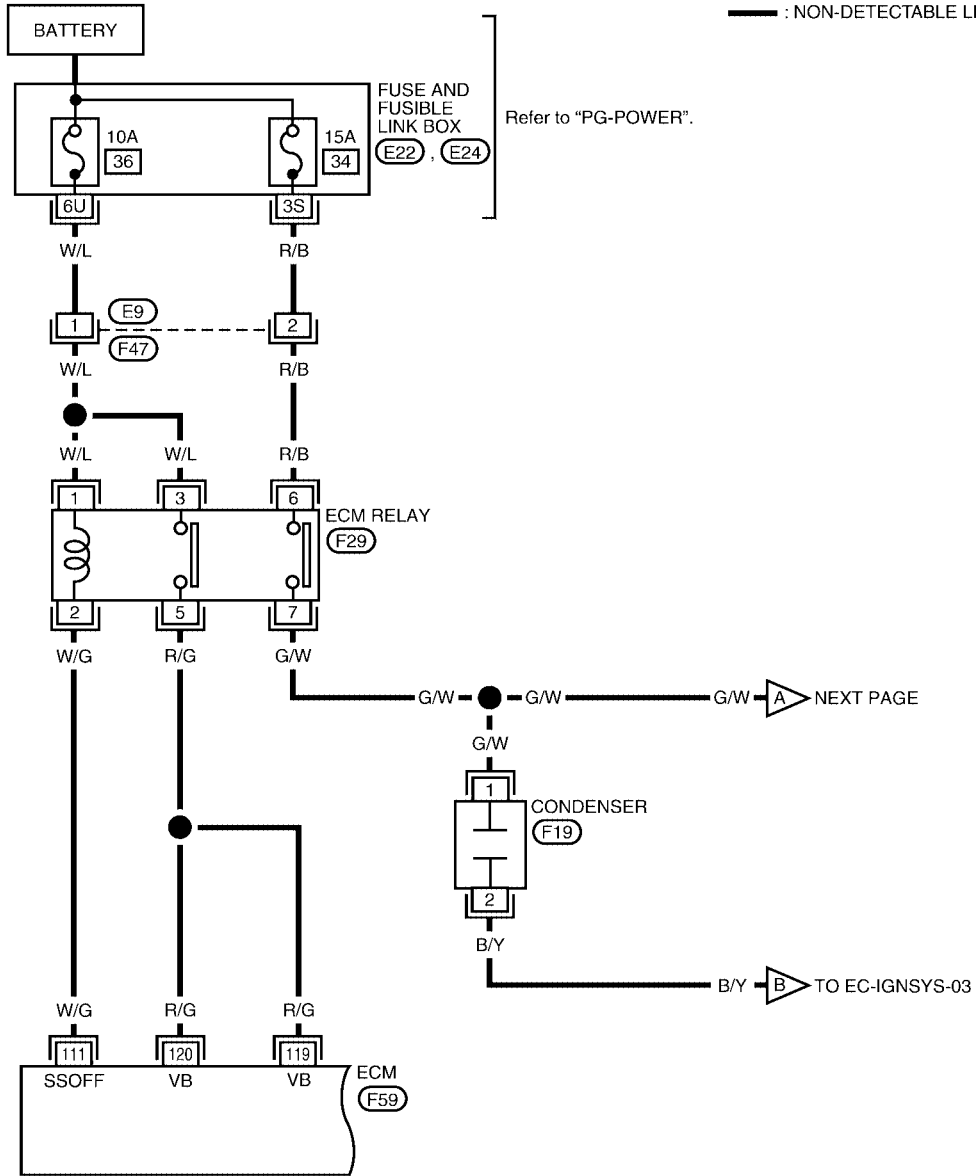 : NON-DETECTABLE LI
BATTERY
FUSE AND
FUSIBLE
LINK BOX
E22 , E24
Refer to “PG-POWER”.
10A
36
15A
34
6U
3S
W/L
R/B
1
E9
F47
2
W/L
R/B
W/L
W/L
R/B
1
3
6
ECM RELAY
F29
2
5
7
W/G
R/G
G/W
G/W
G/W
G/W
A
NEXT PAGE
G/W
1
CONDENSER
F19
2
B/Y
B/Y
B
TO EC-IGNSYS-03
W/G
R/G
R/G
111
120
119
SSOFF
VB
VB
ECM
F59